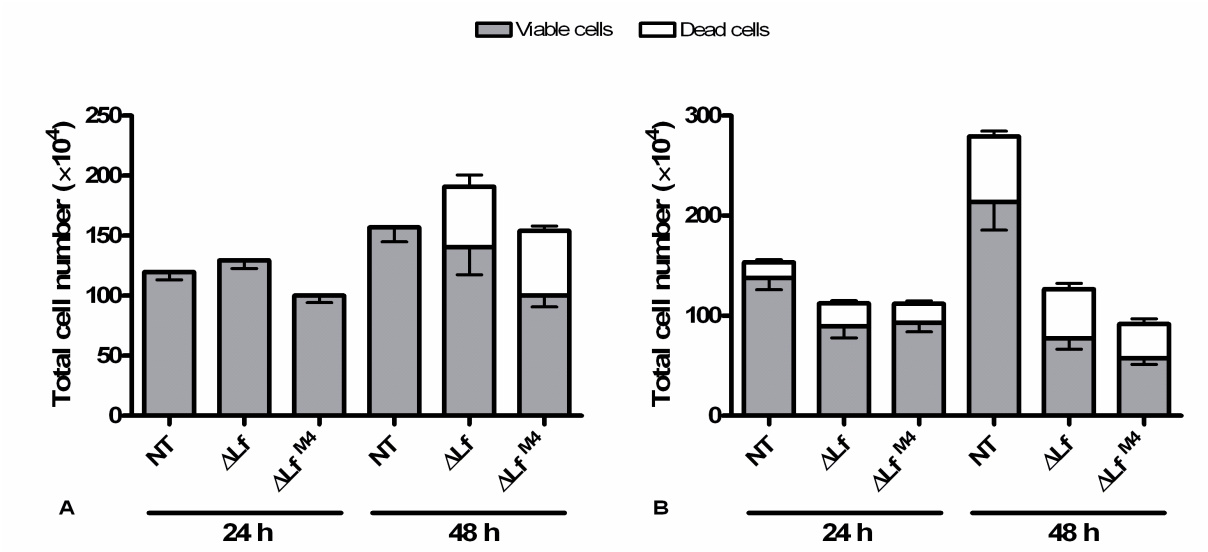 Viable cells Dead cells
Total cell number (×10⁴)
250
200
150
100
50
0
NT ΔLf ΔLf M4 NT ΔLf ΔLf M4
A
24 h 48 h
Total cell number (×10⁴)
300
200
100
0
NT ΔLf ΔLf M4 NT ΔLf ΔLf M4
B
24 h 48 h